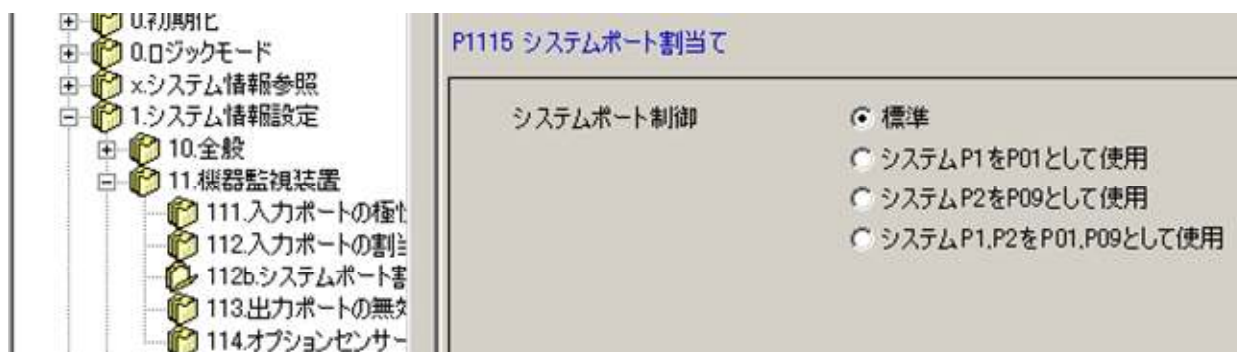 0.初期化
0.ロジックモード
x.システム情報参照
1.システム情報設定
10.全般
11.機器監視装置
111.入力ポートの極性
112.入力ポートの割当
112b.システムポート割
113.出力ポートの無効
114.オプションセンサー
P1115 システムポート割当て
システムポート制御
標準
システムP1をP01として使用
システムP2をP09として使用
システムP1,P2をP01,P09として使用